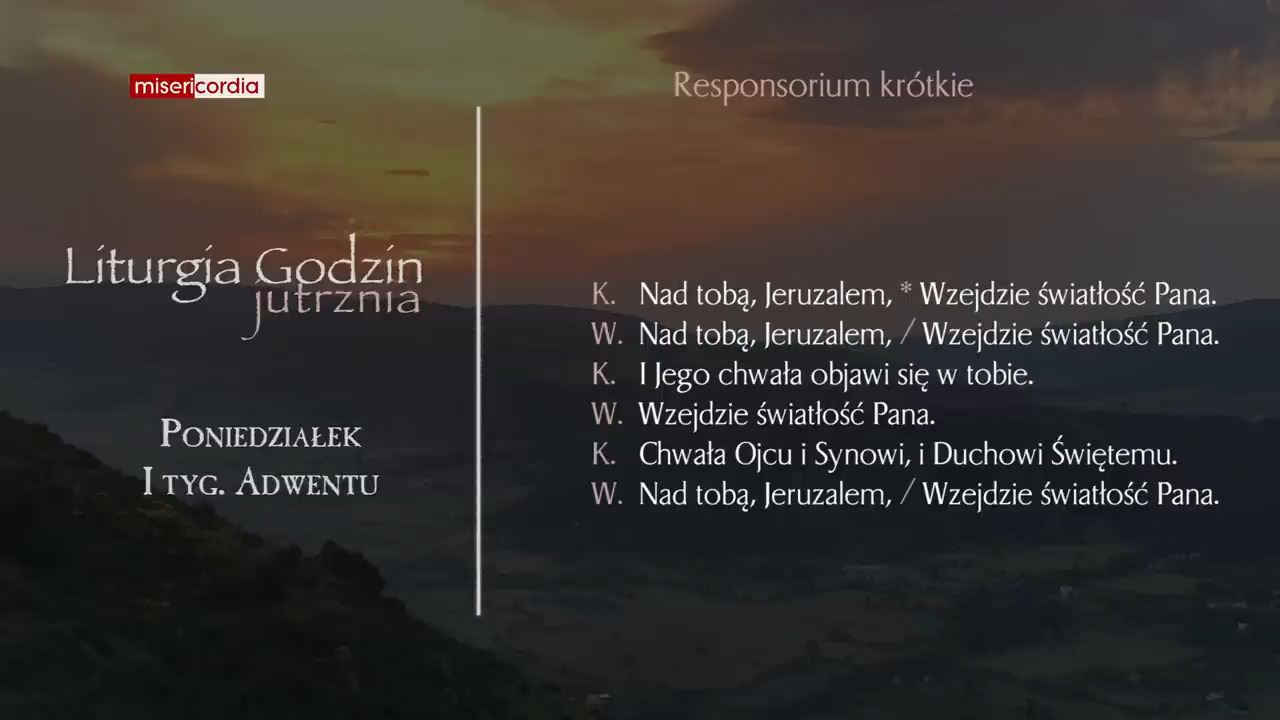 misericordia
Liturgia Godzin
jutrznia
Poniedziałek
I tyg. Adwentu
Responsorium krótkie
K. Nad tobą, Jeruzalem, * Wzejdzie światłość Pana.
W. Nad tobą, Jeruzalem, / Wzejdzie światłość Pana.
K. I Jego chwała objawi się w tobie.
W. Wzejdzie światłość Pana.
K. Chwała Ojcu i Synowi, i Duchowi Świętemu.
W. Nad tobą, Jeruzalem, / Wzejdzie światłość Pana.